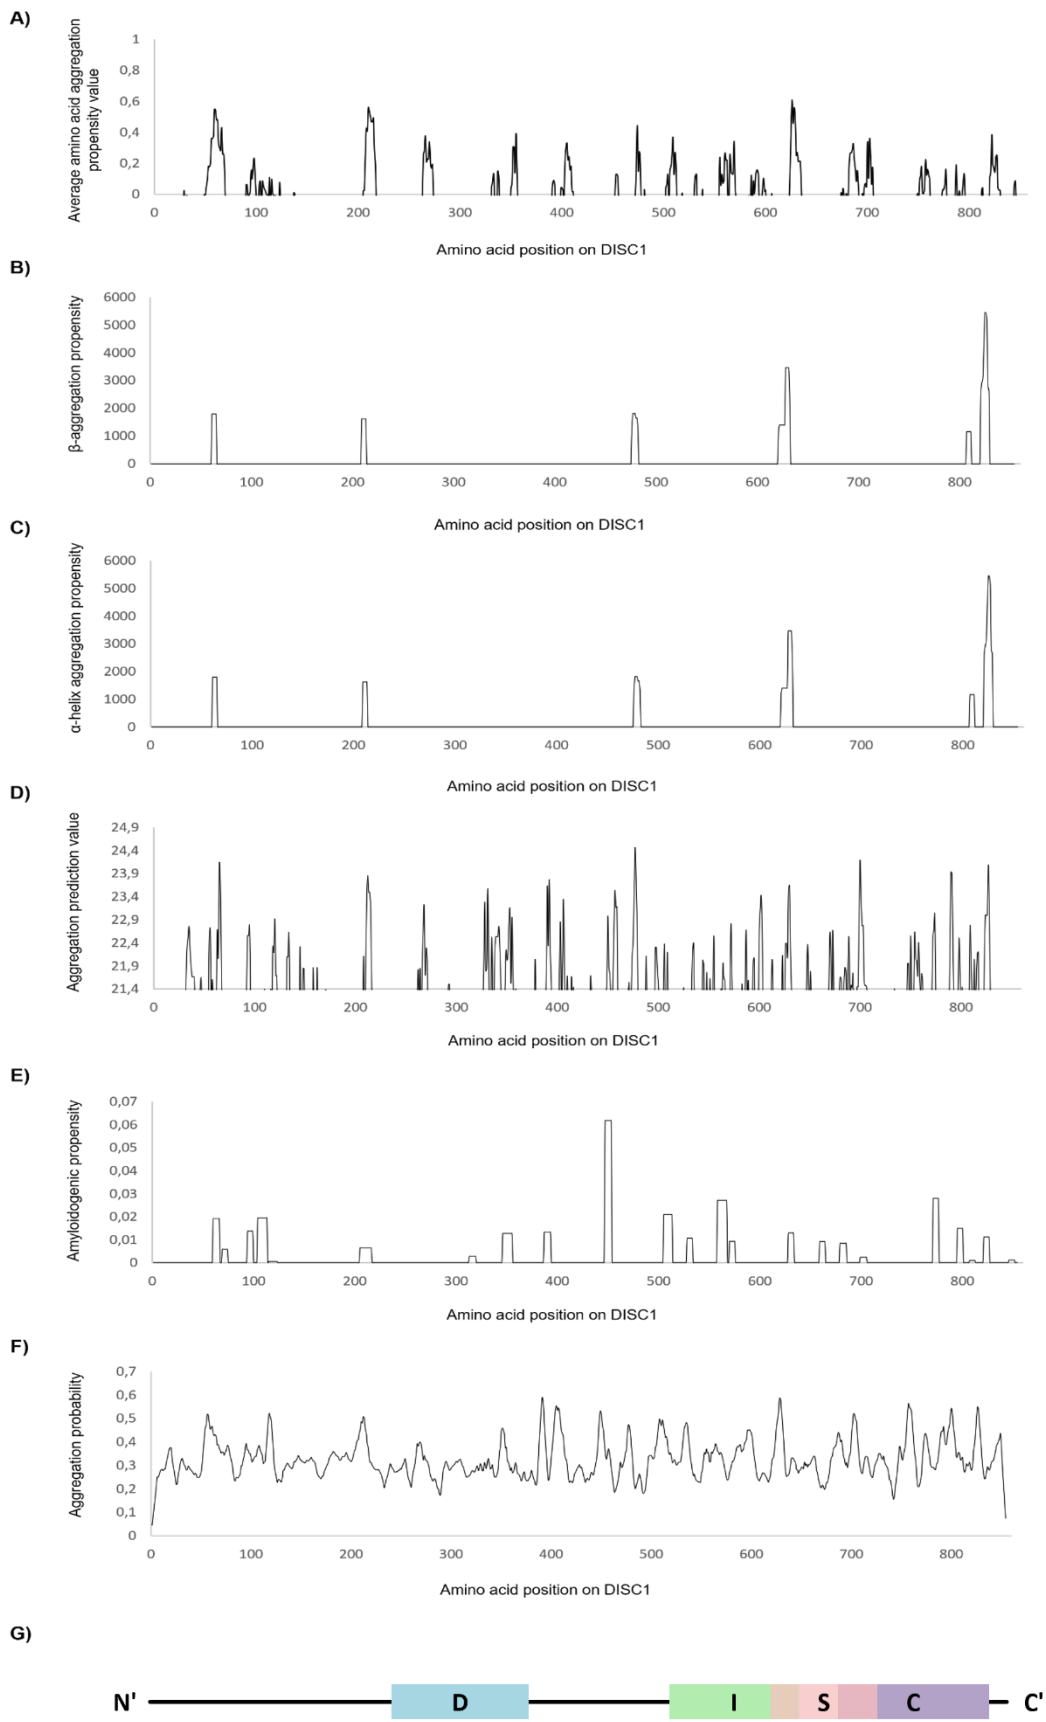 A)
Average amino acid aggregation
propensity value
1
0,8
0,6
0,4
0,2
0
0 100 200 300 400 500 600 700 800
Amino acid position on DISC1
B)
β-aggregation propensity
6000
5000
4000
3000
2000
1000
0
0 100 200 300 400 500 600 700 800
Amino acid position on DISC1
C)
α-helix aggregation propensity
6000
5000
4000
3000
2000
1000
0
0 100 200 300 400 500 600 700 800
Amino acid position on DISC1
D)
Aggregation prediction value
24,9
24,4
23,9
23,4
22,9
22,4
21,9
21,4
0 100 200 300 400 500 600 700 800
Amino acid position on DISC1
E)
Amyloidogenic propensity
0,07
0,06
0,05
0,04
0,03
0,02
0,01
0
0 100 200 300 400 500 600 700 800
Amino acid position on DISC1
F)
Aggregation probability
0,7
0,6
0,5
0,4
0,3
0,2
0,1
0
0 100 200 300 400 500 600 700 800
Amino acid position on DISC1
G)
N' D I S C C'